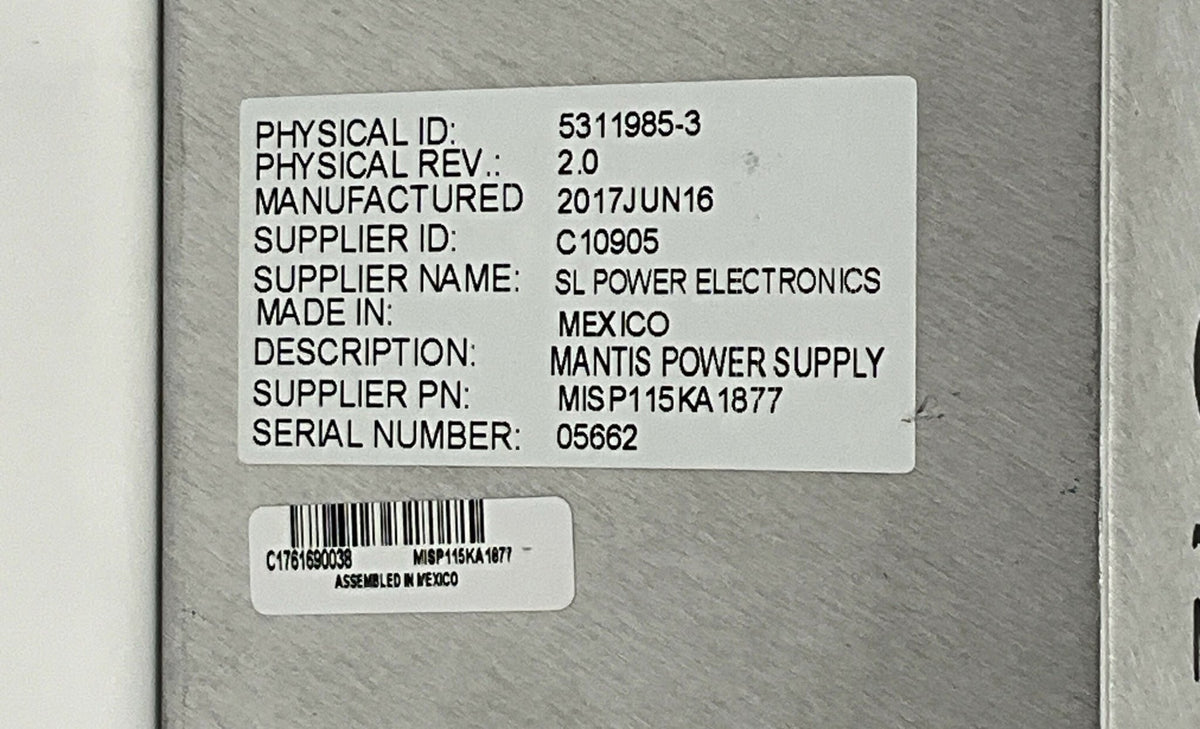 PHYSICAL ID: 5311985-3
PHYSICAL REV.: 2.0
MANUFACTURED 2017JUN16
SUPPLIER ID: C10905
SUPPLIER NAME: SL POWER ELECTRONICS
MADE IN: MEXICO
DESCRIPTION: MANTIS POWER SUPPLY
SUPPLIER PN: MISP115KA1877
SERIAL NUMBER: 05662
C1761690038 MISP115KA1877
ASSEMBLED IN MEXICO